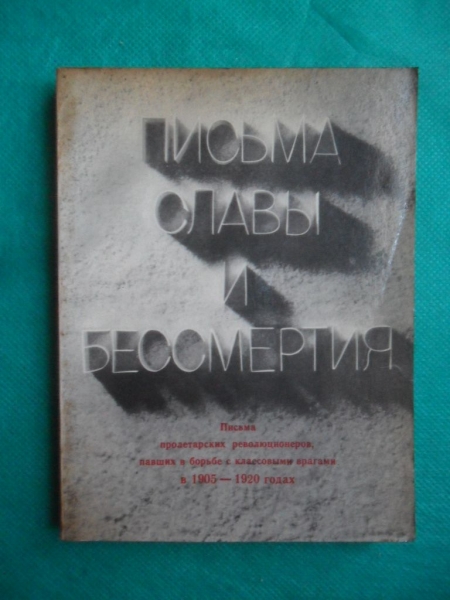 ПИСЬМА
СЛАВЫ
И
БЕССМЕРТИЯ
Письма
пролетарских революционеров,
павших в борьбе с классовыми врагами
в 1905—1920 годах